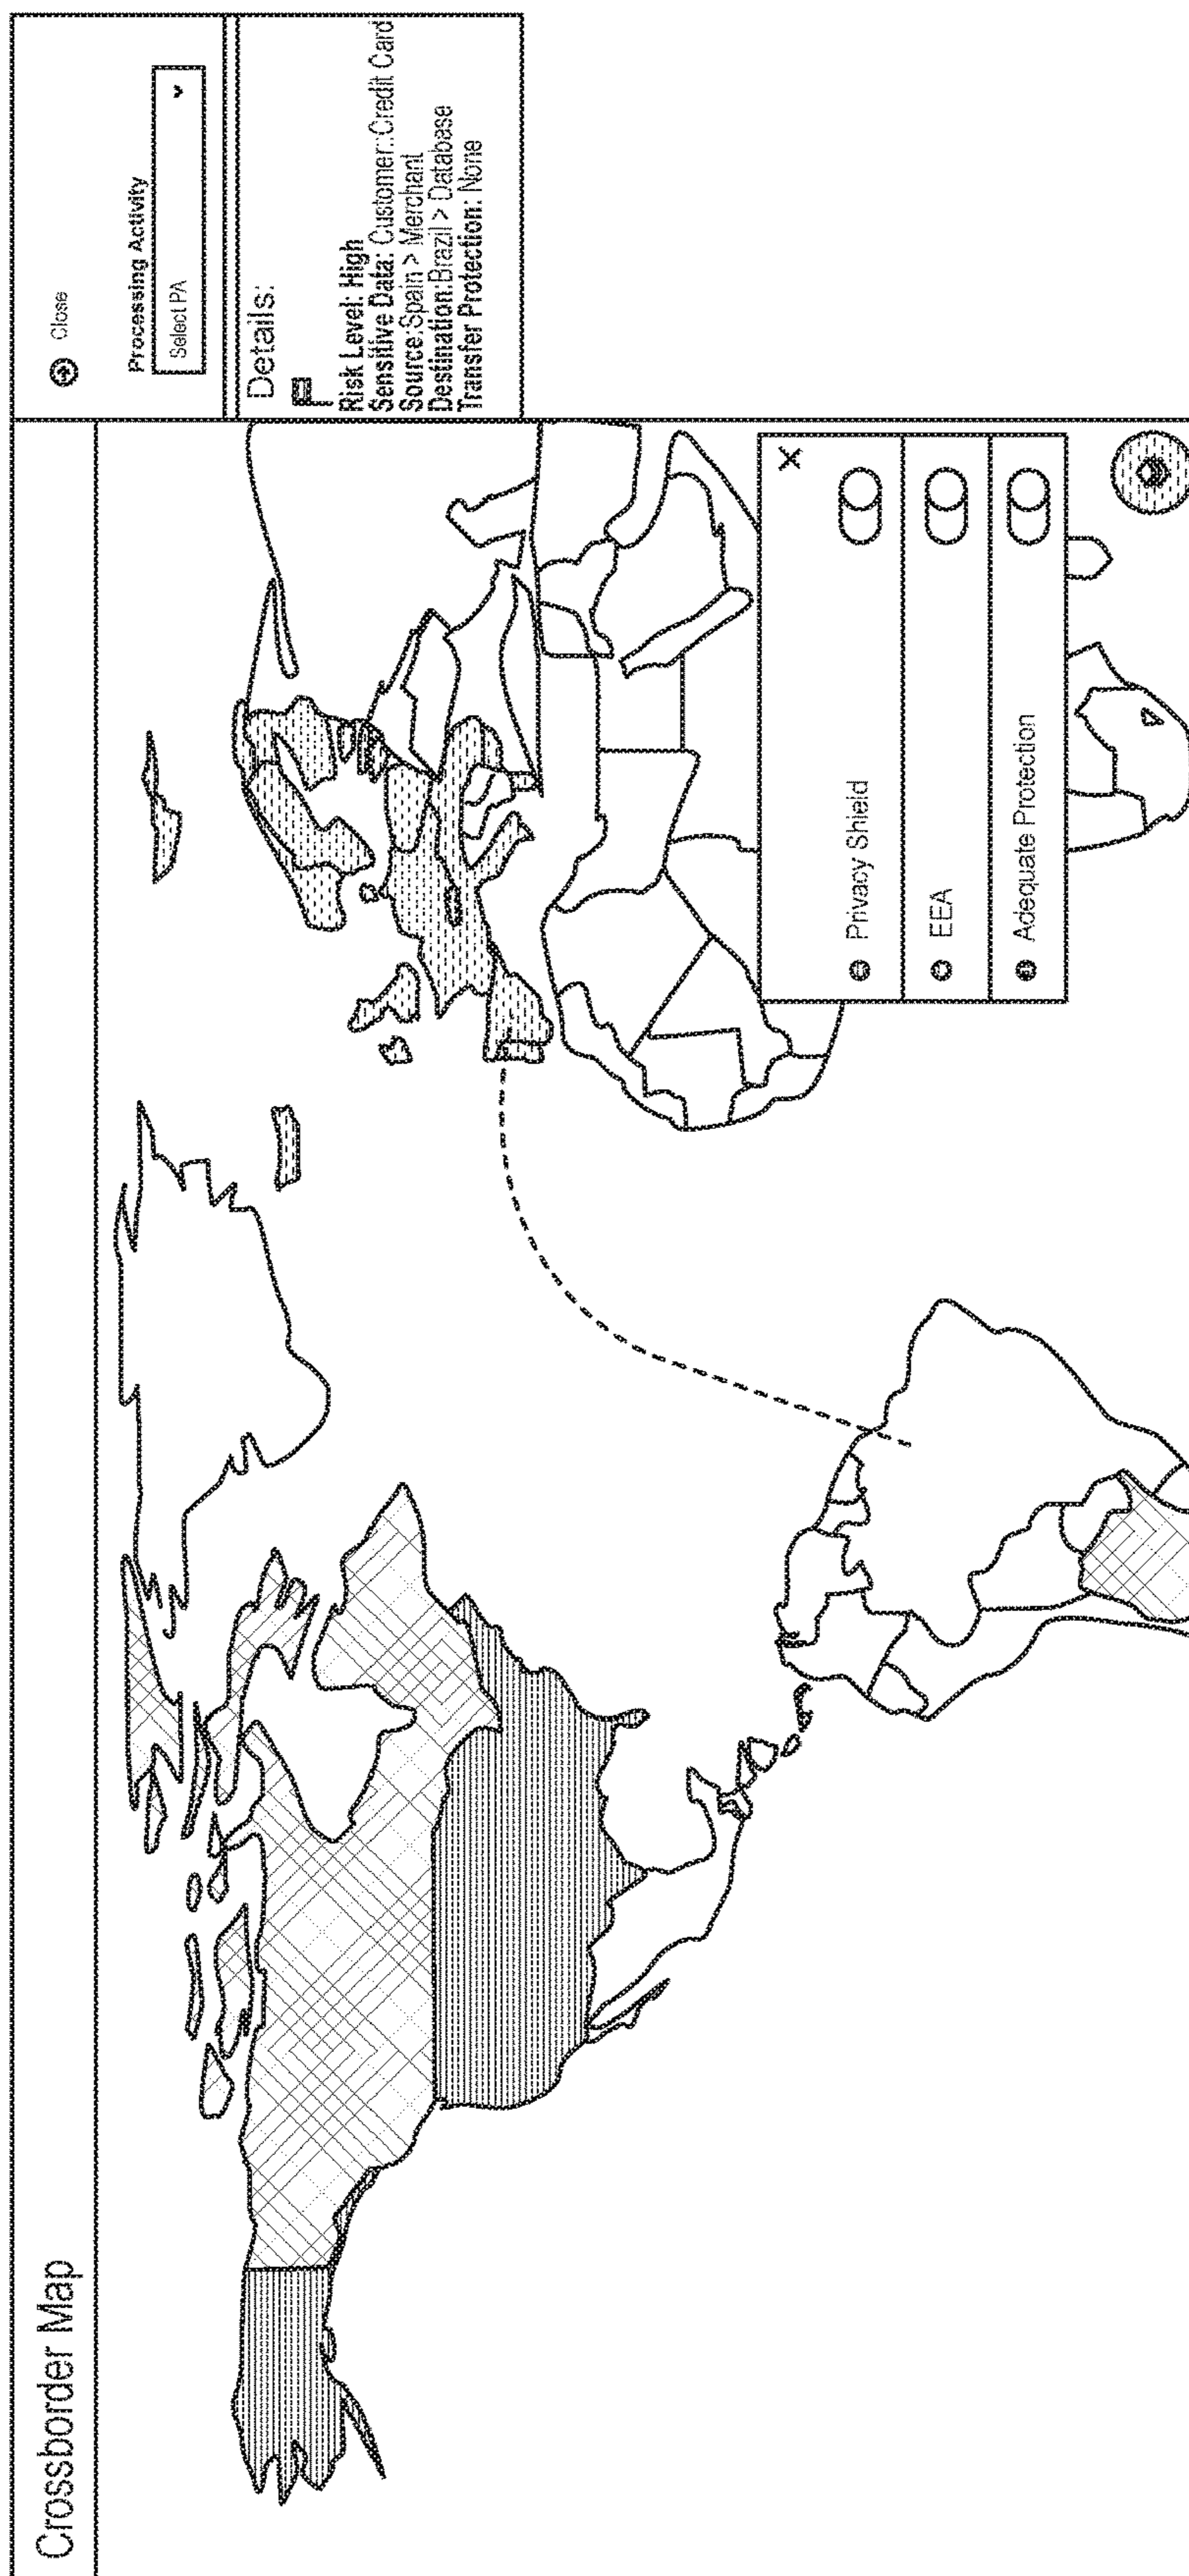 Crossborder Map
Close
Processing Activity
Select PA
Details:
Risk Level: High
Sensitive Data: Customer::Credit Card
Source:Spain > Merchant
Destination:Brazil > Database
Transfer Protection: None
Privacy Shield
EEA
Adequate Protection